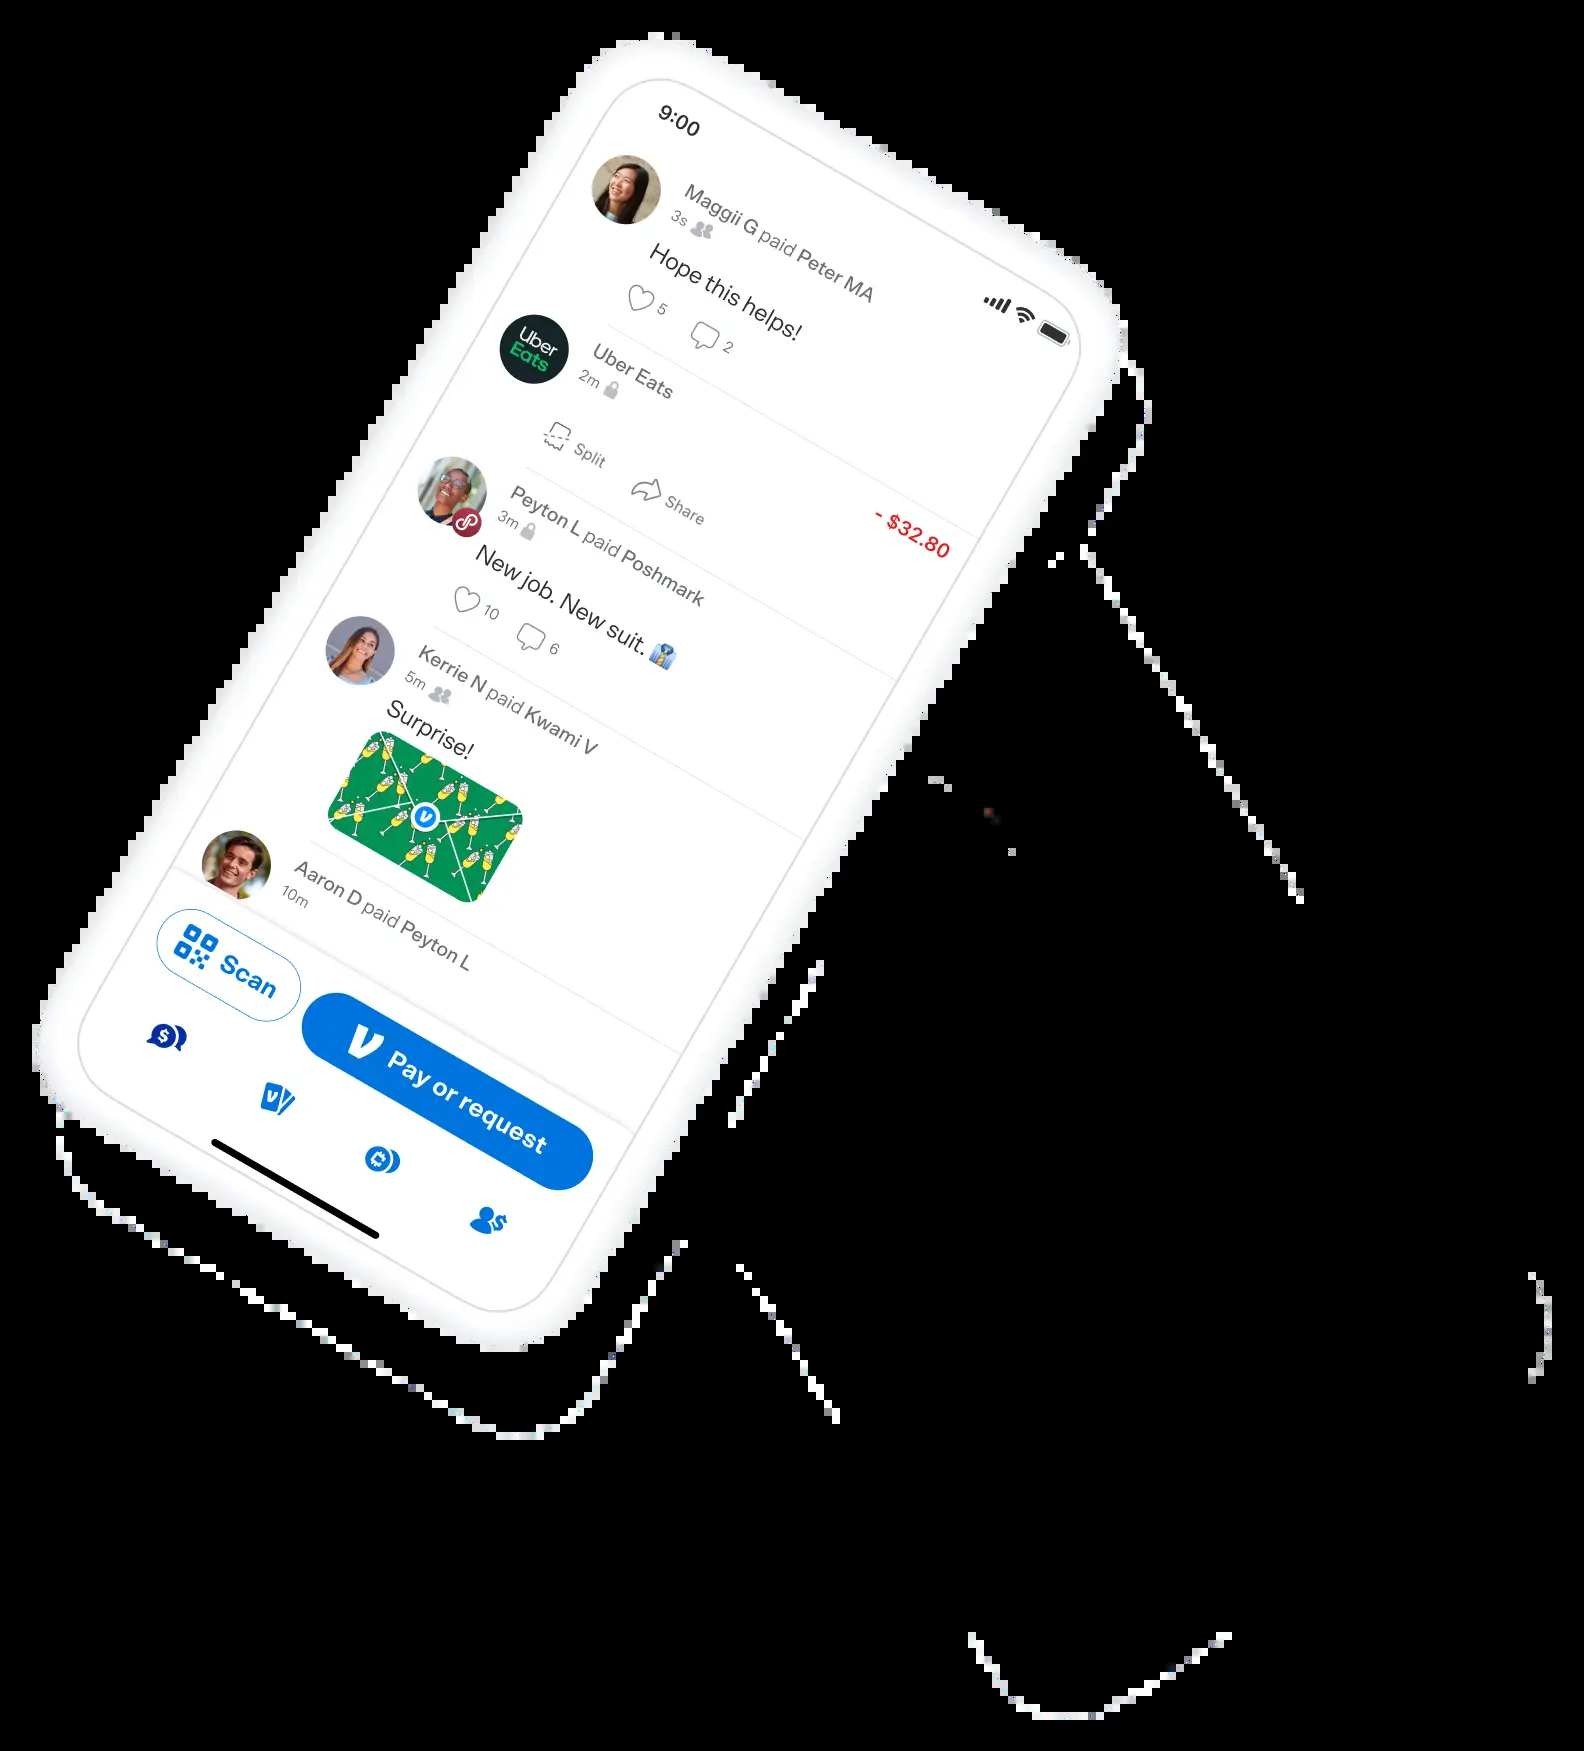 9:00
Maggii G paid Peter MA
3s
Hope this helps!
5 2
Uber Eats
Uber Eats
2m
- $32.80
Split Share
Peyton L paid Poshmark
3m
New job. New suit. 👔
10 6
Kerrie N paid Kwami V
5m
Surprise!
Aaron D paid Peyton L
10m
Scan
Pay or request